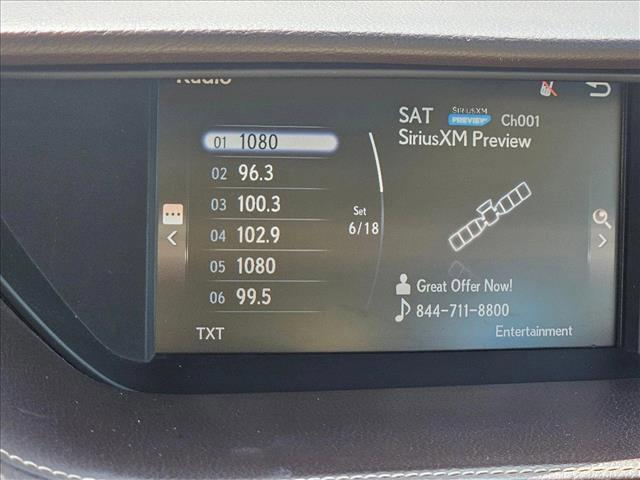 Radio
SAT SIRIUSXM PREVIEW Ch001
SiriusXM Preview
01 1080
02 96.3
03 100.3
04 102.9
05 1080
06 99.5
Set
6/18
Great Offer Now!
844-711-8800
TXT
Entertainment